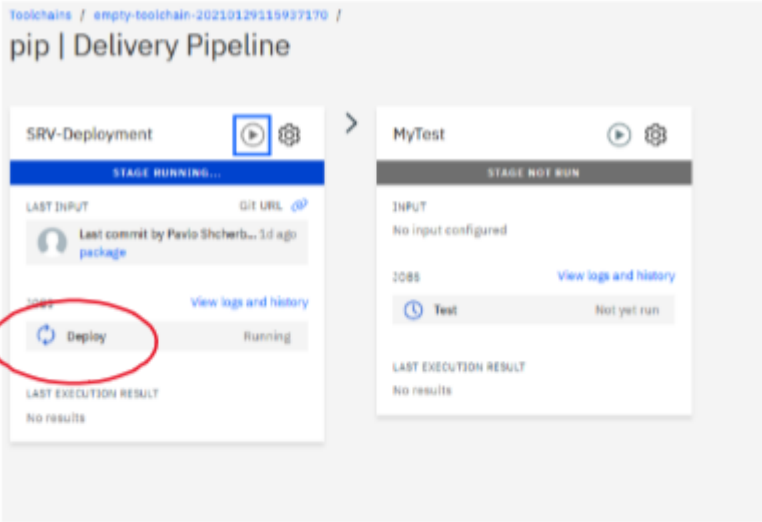 Toolchains / empty-toolchain-20210129115937170 /
pip | Delivery Pipeline
SRV-Deployment
STAGE RUNNING...
LAST INPUT Git URL
Last commit by Pavlo Shcherb... 1d ago
package
JOBS View logs and history
Deploy Running
LAST EXECUTION RESULT
No results
MyTest
STAGE NOT RUN
INPUT
No input configured
JOBS View logs and history
Test Not yet run
LAST EXECUTION RESULT
No results